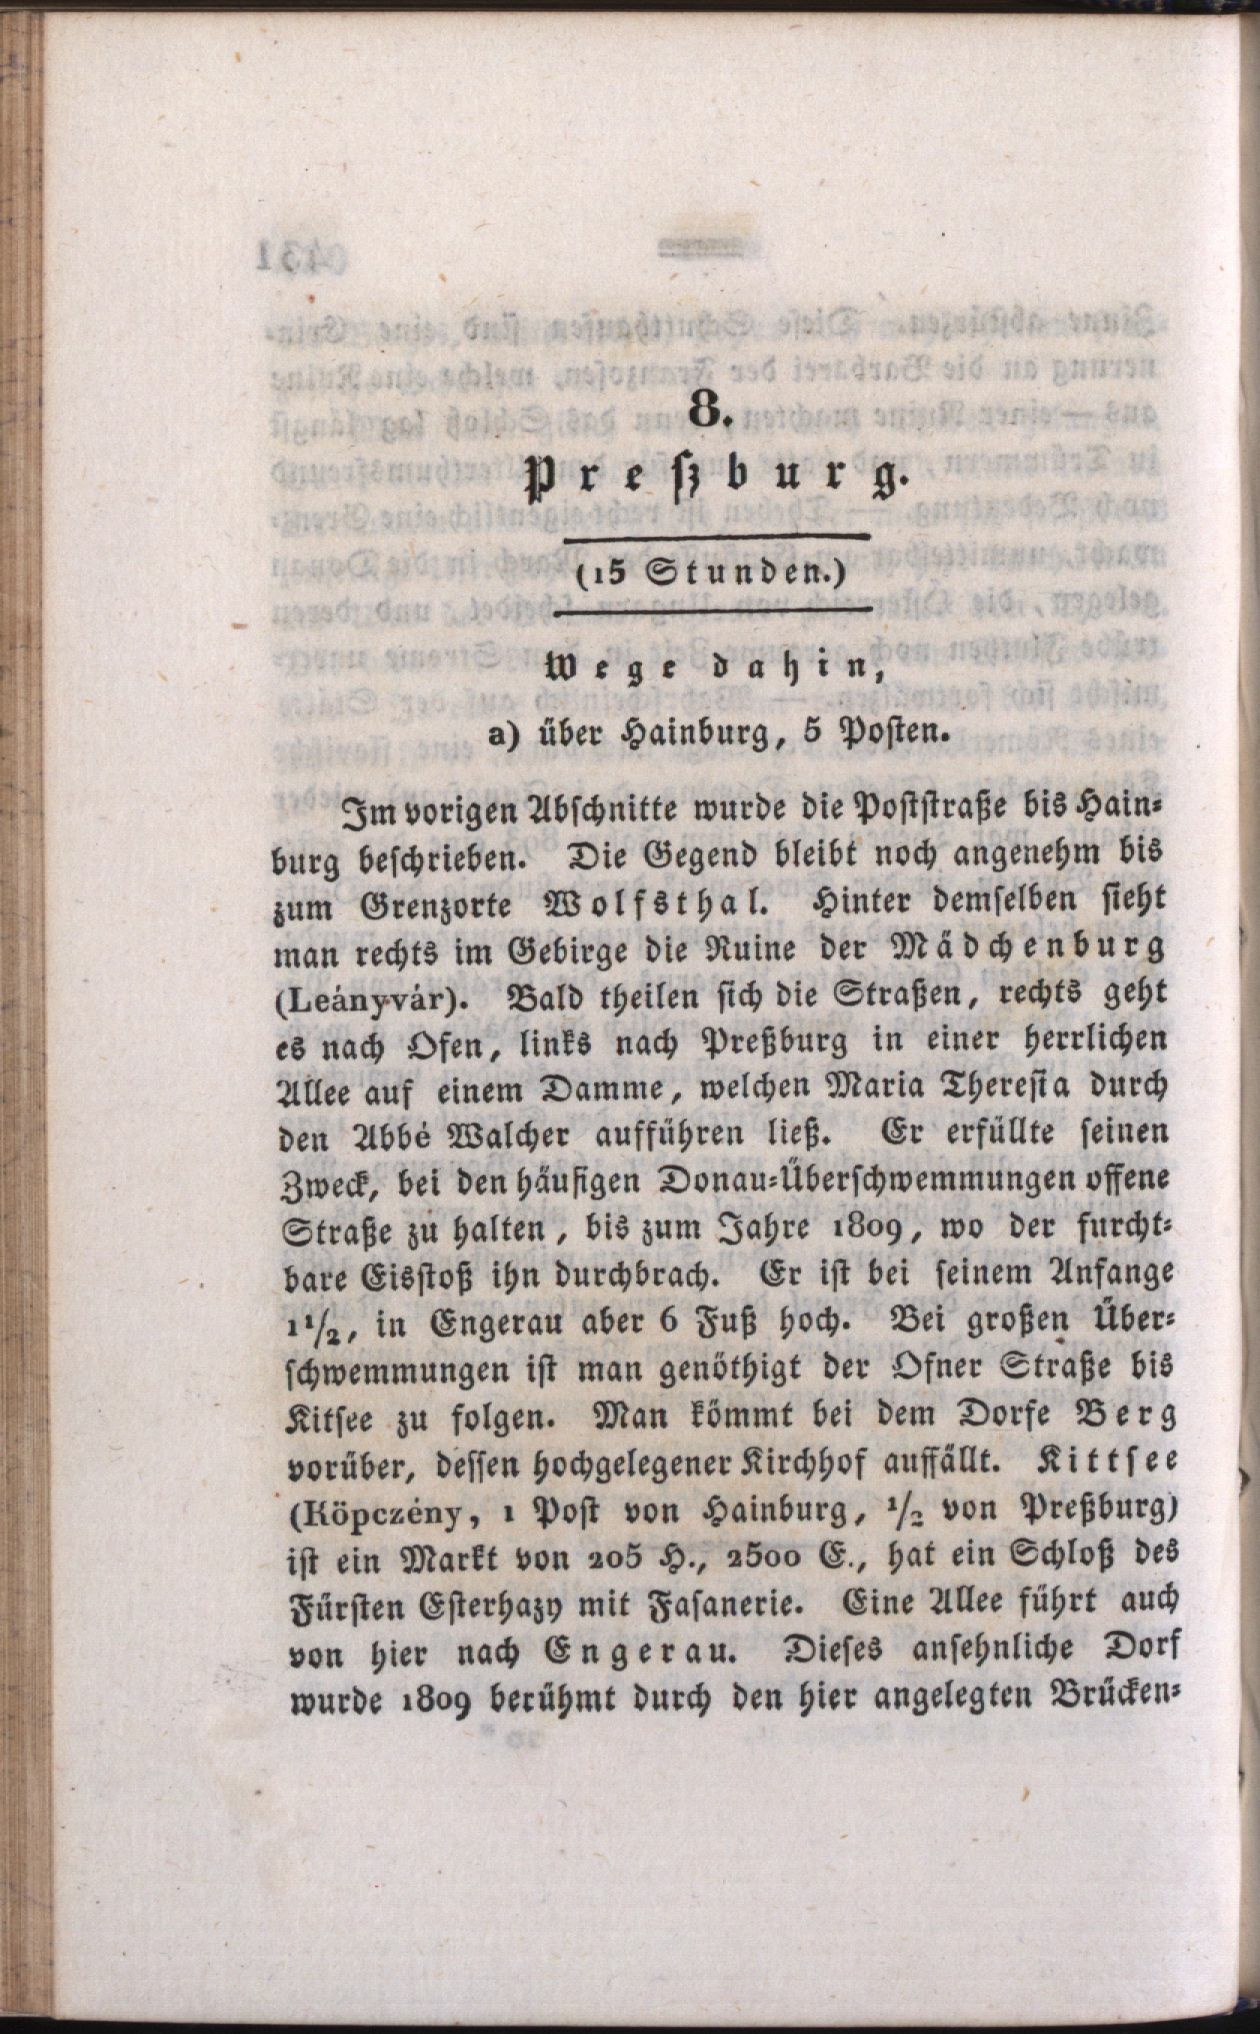 8.
Preßburg.
(15 Stunden.)
Wege dahin,
a) über Hainburg, 5 Posten.
Im vorigen Abschnitte wurde die Poststraße bis Hain-
burg beschrieben. Die Gegend bleibt noch angenehm bis
zum Grenzorte Wolfsthal. Hinter demselben sieht
man rechts im Gebirge die Ruine der Mädchenburg
(Leányvár). Bald theilen sich die Straßen, rechts geht
es nach Ofen, links nach Preßburg in einer herrlichen
Allee auf einem Damme, welchen Maria Theresia durch
den Abbé Walcher aufführen ließ. Er erfüllte seinen
Zweck, bei den häufigen Donau-Überschwemmungen offene
Straße zu halten, bis zum Jahre 1809, wo der furcht-
bare Eisstoß ihn durchbrach. Er ist bei seinem Anfange
1 1/2, in Engerau aber 6 Fuß hoch. Bei großen Über-
schwemmungen ist man genöthigt der Ofner Straße bis
Kitsee zu folgen. Man kömmt bei dem Dorfe Berg
vorüber, dessen hochgelegener Kirchhof auffällt. Kittsee
(Köpczény, 1 Post von Hainburg, 1/2 von Preßburg)
ist ein Markt von 205 H., 2500 E., hat ein Schloß des
Fürsten Esterhazy mit Fasanerie. Eine Allee führt auch
von hier nach Engerau. Dieses ansehnliche Dorf
wurde 1809 berühmt durch den hier angelegten Brücken-